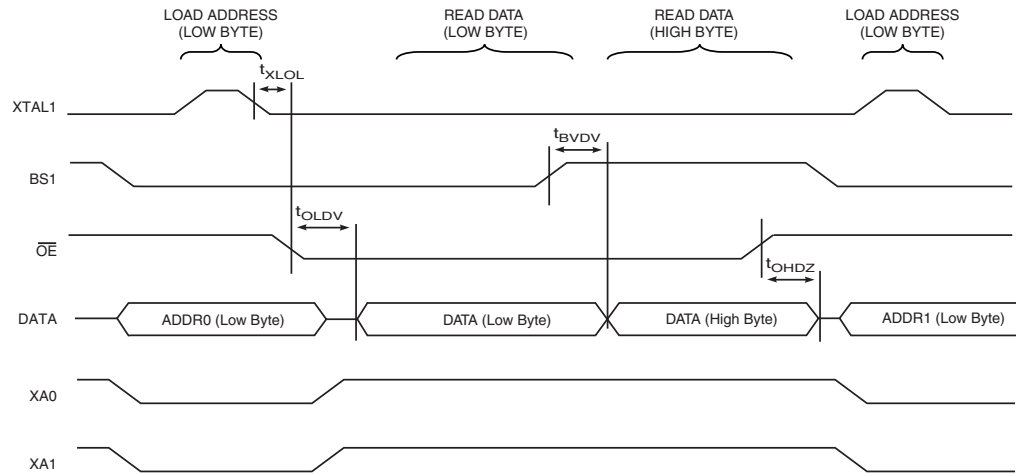 LOAD ADDRESS
(LOW BYTE)
READ DATA
(LOW BYTE)
READ DATA
(HIGH BYTE)
LOAD ADDRESS
(LOW BYTE)
tXLOL
XTAL1
tBVDV
BS1
tOLDV
OE
tOHDZ
DATA
ADDR0 (Low Byte)
DATA (Low Byte)
DATA (High Byte)
ADDR1 (Low Byte)
XA0
XA1